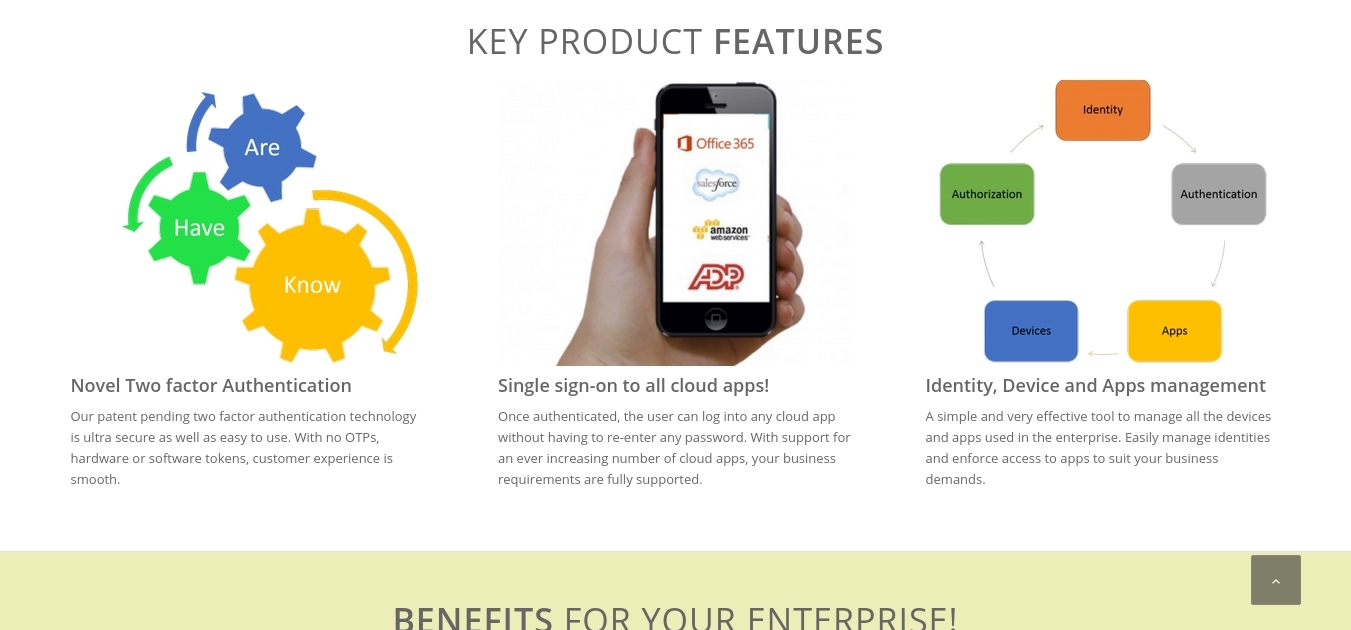 KEY PRODUCT FEATURES
Are
Have
Know
Office 365
salesforce
amazon
web services™
ADP
Identity
Authorization
Authentication
Devices
Apps
Novel Two factor Authentication
Our patent pending two factor authentication technology
is ultra secure as well as easy to use. With no OTPs,
hardware or software tokens, customer experience is
smooth.
Single sign-on to all cloud apps!
Once authenticated, the user can log into any cloud app
without having to re-enter any password. With support for
an ever increasing number of cloud apps, your business
requirements are fully supported.
Identity, Device and Apps management
A simple and very effective tool to manage all the devices
and apps used in the enterprise. Easily manage identities
and enforce access to apps to suit your business
demands.
BENEFITS FOR YOUR ENTERPRISE!